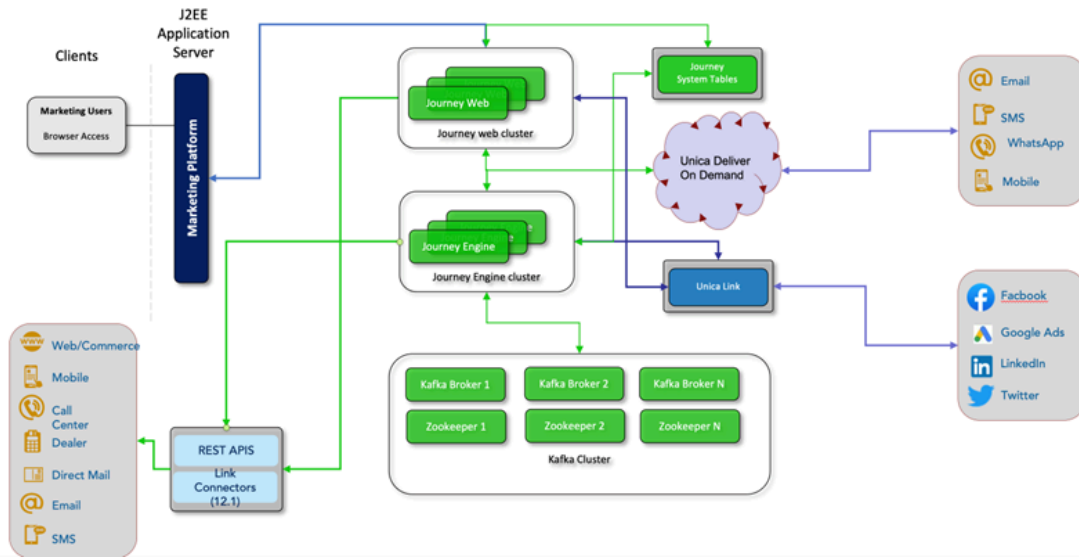 J2EE
Application
Server
Clients
Marketing Users
Browser Access
Marketing Platform
Journey Web
Journey web cluster
Journey
System Tables
Unica Deliver
On Demand
Journey Engine
Journey Engine cluster
Unica Link
Email
SMS
WhatsApp
Mobile
Facbook
Google Ads
LinkedIn
Twitter
Kafka Broker 1
Kafka Broker 2
Kafka Broker N
Zookeeper 1
Zookeeper 2
Zookeeper N
Kafka Cluster
www
Web/Commerce
Mobile
Call
Center
Dealer
Direct Mail
Email
SMS
REST APIS
Link
Connectors
(12.1)